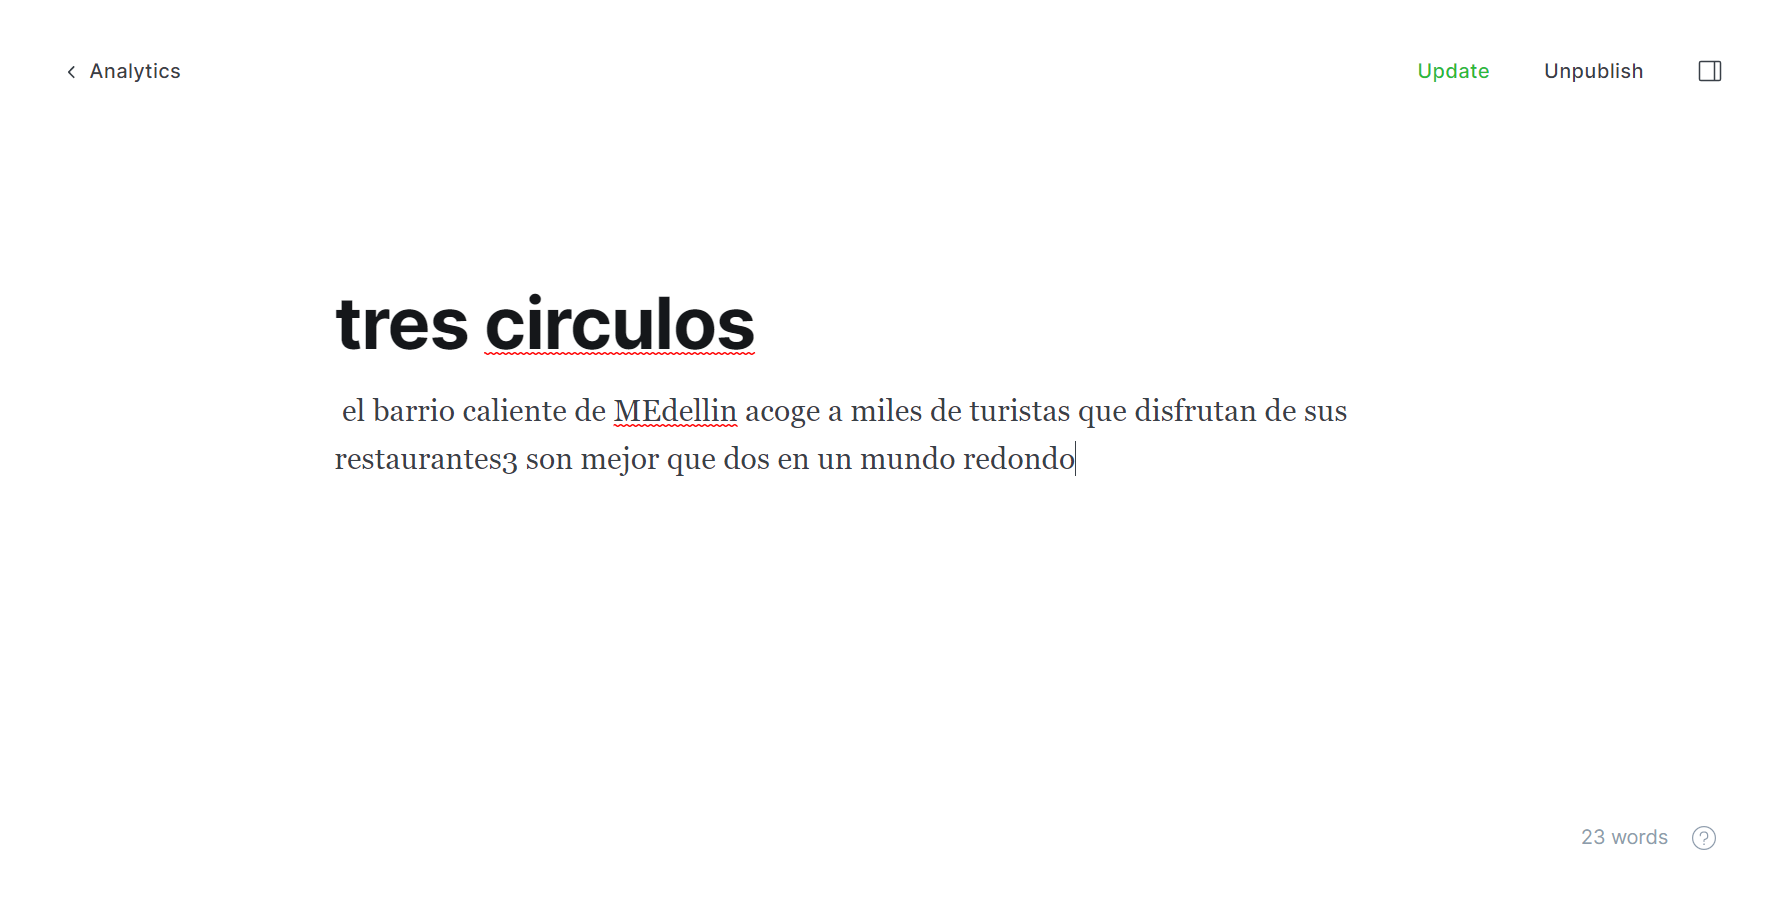 Analytics
Update
Unpublish
tres circulos
el barrio caliente de MEdellin acoge a miles de turistas que disfrutan de sus
restaurantes3 son mejor que dos en un mundo redondo
23 words
?